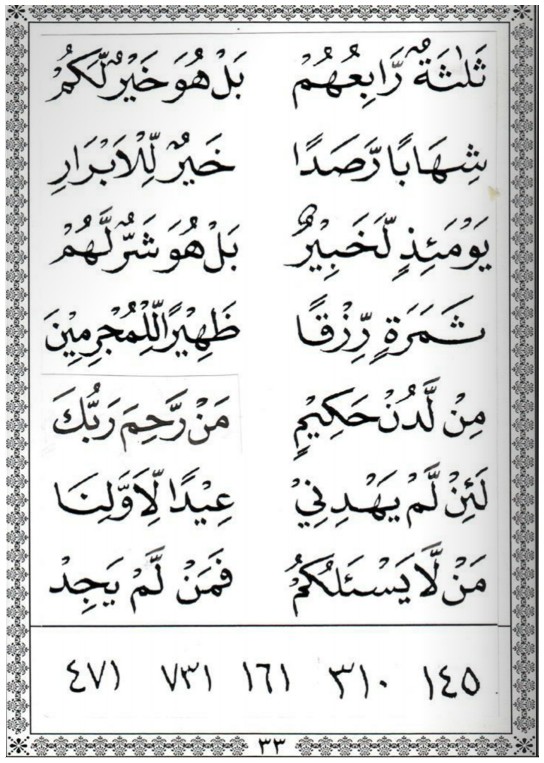 ثَلٰثَةٌ رَّابِعُهُمْ بَلْ هُوَ خَيْرٌ لَّكُمْ
شِهَابًا رَّصَدًا خَيْرٌ لِّلْاَبْرَارِ
يَوْمَئِذٍ لَّخَبِيْرٌ بَلْ هُوَ شَرٌّ لَّهُمْ
ثَمَرَةٍ رِّزْقًا ظَهِيْرًا لِّلْمُجْرِمِيْنَ
مِنْ لَّدُنْ حَكِيْمٍ مَنْ رَّحِمَ رَبُّكَ
لَئِنْ لَّمْ يَهْدِنِيْ عِيْدًا لِّاَوَّلِنَا
مَنْ لَّا يَسْـَٔلُكُمْ فَمَنْ لَّمْ يَجِدْ
١٤٥ ٣١٠ ١٦١ ٧٣١ ٤٧١
٣٣